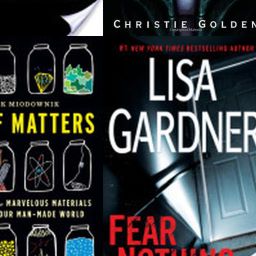 CHRISTIE GOLDEN
K MIODOWNIK
F MATTERS
MARVELOUS MATERIALS
OUR MAN-MADE WORLD
#1 NEW YORK TIMES BESTSELLING AUTHOR
LISA
GARDNER
FEAR
NOTHING